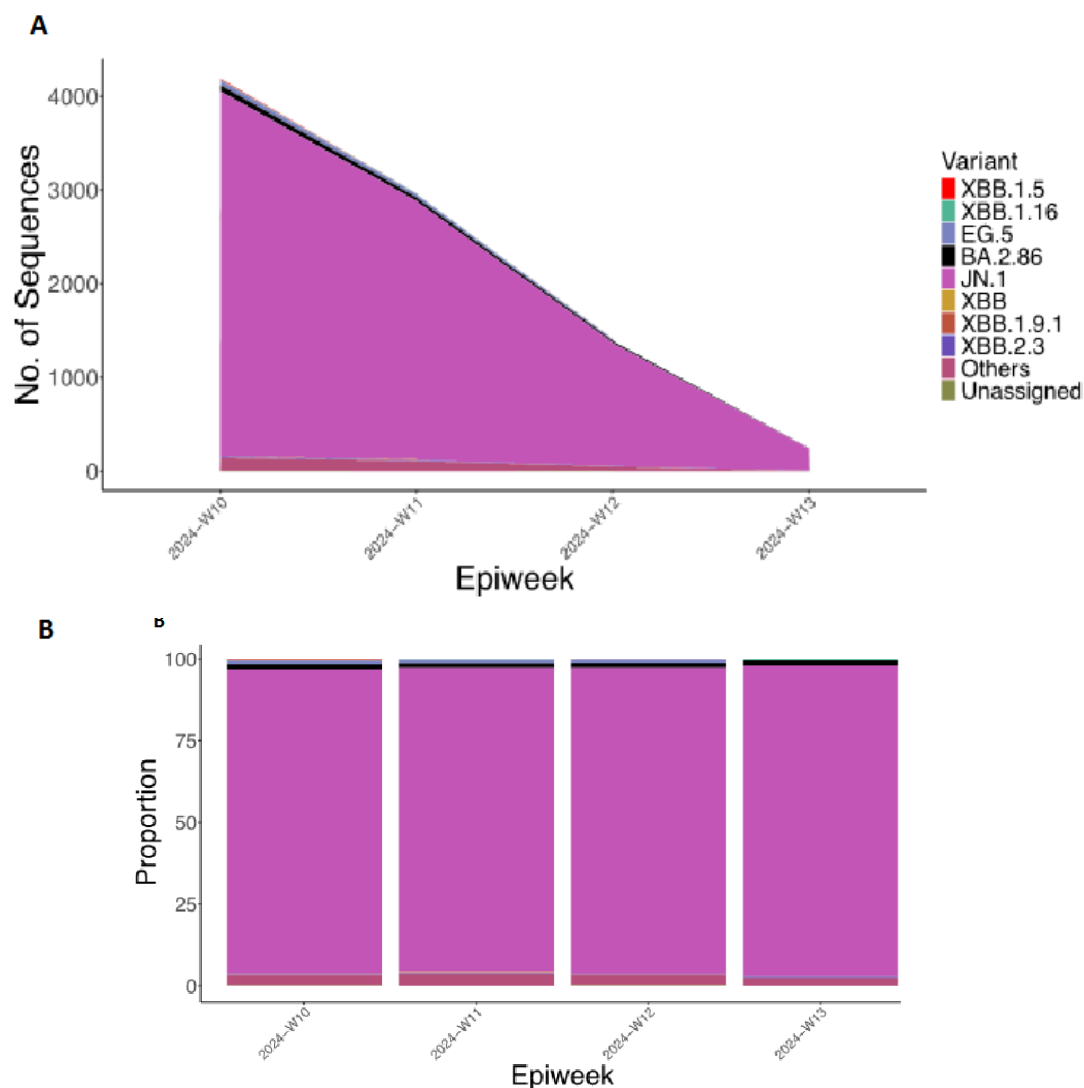 A
4000
3000
2000
1000
0
No. of Sequences
2024-W10
2024-W11
2024-W12
2024-W13
Epiweek
Variant
XBB.1.5
XBB.1.16
EG.5
BA.2.86
JN.1
XBB
XBB.1.9.1
XBB.2.3
Others
Unassigned
B
B
100
75
50
25
0
Proportion
2024-W10
2024-W11
2024-W12
2024-W13
Epiweek